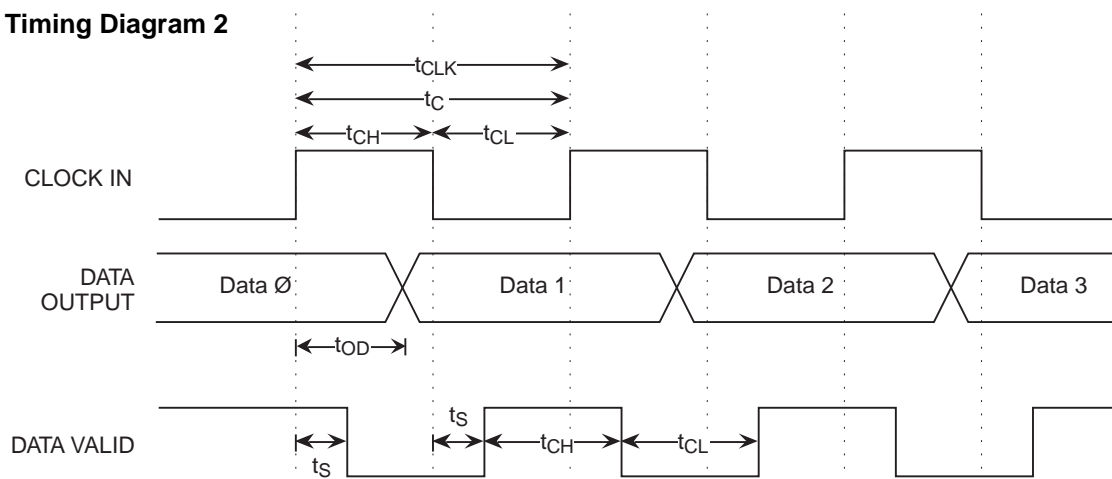 Timing Diagram 2
tCLK
tC
tCH
tCL
CLOCK IN
DATA
OUTPUT
Data Ø
Data 1
Data 2
Data 3
tOD
DATA VALID
tS
tS
tCH
tCL